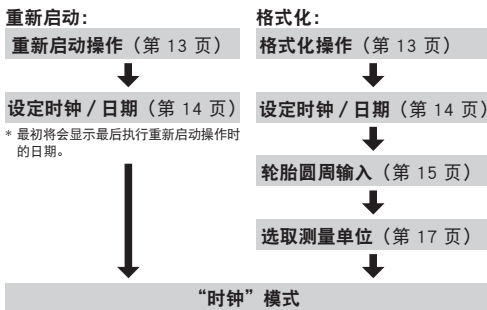 重新启动：
重新启动操作（第 13 页）
设定时钟 / 日期（第 14 页）
* 最初将会显示最后执行重新启动操作时
的日期。
格式化：
格式化操作（第 13 页）
设定时钟 / 日期（第 14 页）
轮胎圆周输入（第 15 页）
选取测量单位（第 17 页）
“时钟”模式